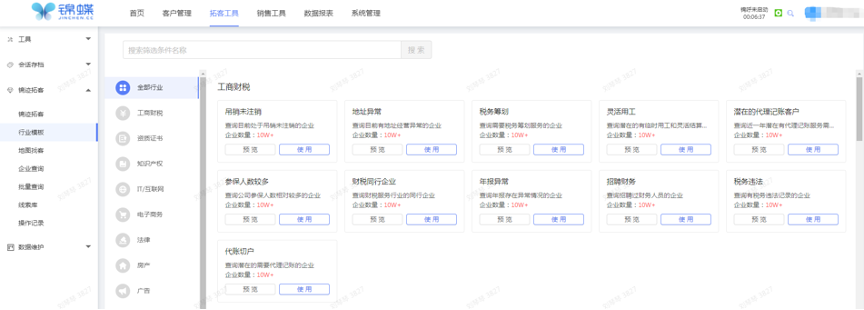 锦蝶
JINCHEN.CC
首页 客户管理 拓客工具 销售工具 数据报表 系统管理
00:06:37
工具
会话存档
锦迹拓客
锦迹拓客
行业模板
地图拓客
企业查询
批量查询
线索库
操作记录
数据维护
搜索筛选条件名称 搜索
全部行业
工商财税
资质证书
知识产权
IT/互联网
电子商务
法律
房产
广告
工商财税
吊销未注销
查询目前处于吊销未注销的企业
企业数量：10W+
预览 使用
地址异常
查询目前有地址经营异常的企业
企业数量：10W+
预览 使用
税务筹划
查询需要税务筹划服务的企业
企业数量：10W+
预览 使用
灵活用工
查询潜在的有临时用工和灵活结算...
企业数量：10W+
预览 使用
潜在的代理记账客户
查询近一年潜在有代理记账服务需...
企业数量：10W+
预览 使用
参保人数较多
查询公司参保人数相对较多的企业
企业数量：10W+
预览 使用
财税同行企业
查询财税服务行业的同行企业
企业数量：10W+
预览 使用
年报异常
查询年报存在异常情况的企业
企业数量：10W+
预览 使用
招聘财务
查询招聘过财务人员的企业
企业数量：10W+
预览 使用
税务违法
查询有税务违法记录的企业
企业数量：10W+
预览 使用
代账切户
查询潜在的需要代理记账的企业
企业数量：10W+
预览 使用